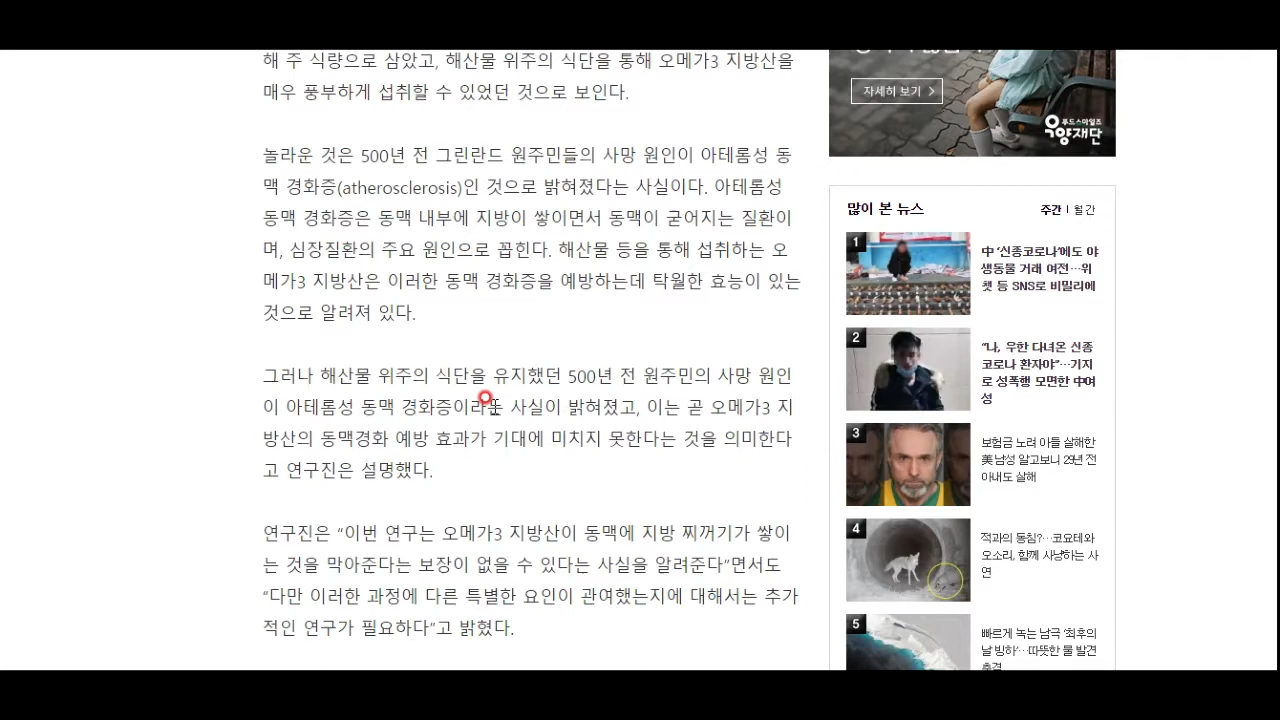 해 주 식량으로 삼았고, 해산물 위주의 식단을 통해 오메가3 지방산을
매우 풍부하게 섭취할 수 있었던 것으로 보인다.
놀라운 것은 500년 전 그린란드 원주민들의 사망 원인이 아테롬성 동
맥 경화증(atherosclerosis)인 것으로 밝혀졌다는 사실이다. 아테롬성
동맥 경화증은 동맥 내부에 지방이 쌓이면서 동맥이 굳어지는 질환이
며, 심장질환의 주요 원인으로 꼽힌다. 해산물 등을 통해 섭취하는 오
메가3 지방산은 이러한 동맥 경화증을 예방하는데 탁월한 효능이 있는
것으로 알려져 있다.
그러나 해산물 위주의 식단을 유지했던 500년 전 원주민의 사망 원인
이 아테롬성 동맥 경화증이라는 사실이 밝혀졌고, 이는 곧 오메가3 지
방산의 동맥경화 예방 효과가 기대에 미치지 못한다는 것을 의미한다
고 연구진은 설명했다.
연구진은 “이번 연구는 오메가3 지방산이 동맥에 지방 찌꺼기가 쌓이
는 것을 막아준다는 보장이 없을 수 있다는 사실을 알려준다”면서도
“다만 이러한 과정에 다른 특별한 요인이 관여했는지에 대해서는 추가
적인 연구가 필요하다”고 밝혔다.
자세히 보기 >
푸드스마일즈
우양재단
많이 본 뉴스
주간 | 월간
1
中 ‘신종코로나’에도 야
생동물 거래 여전…위
챗 등 SNS로 비밀리에
2
“나, 우한 다녀온 신종
코로나 환자야”…기지
로 성폭행 모면한 中여
성
3
보험금 노려 아들 살해한
美 남성 알고보니 29년 전
아내도 살해
4
적과의 동침?…코요테와
오소리, 함께 사냥하는 사
연
5
빠르게 녹는 남극 ‘최후의
날 빙하’…따뜻한 물 발견
충격